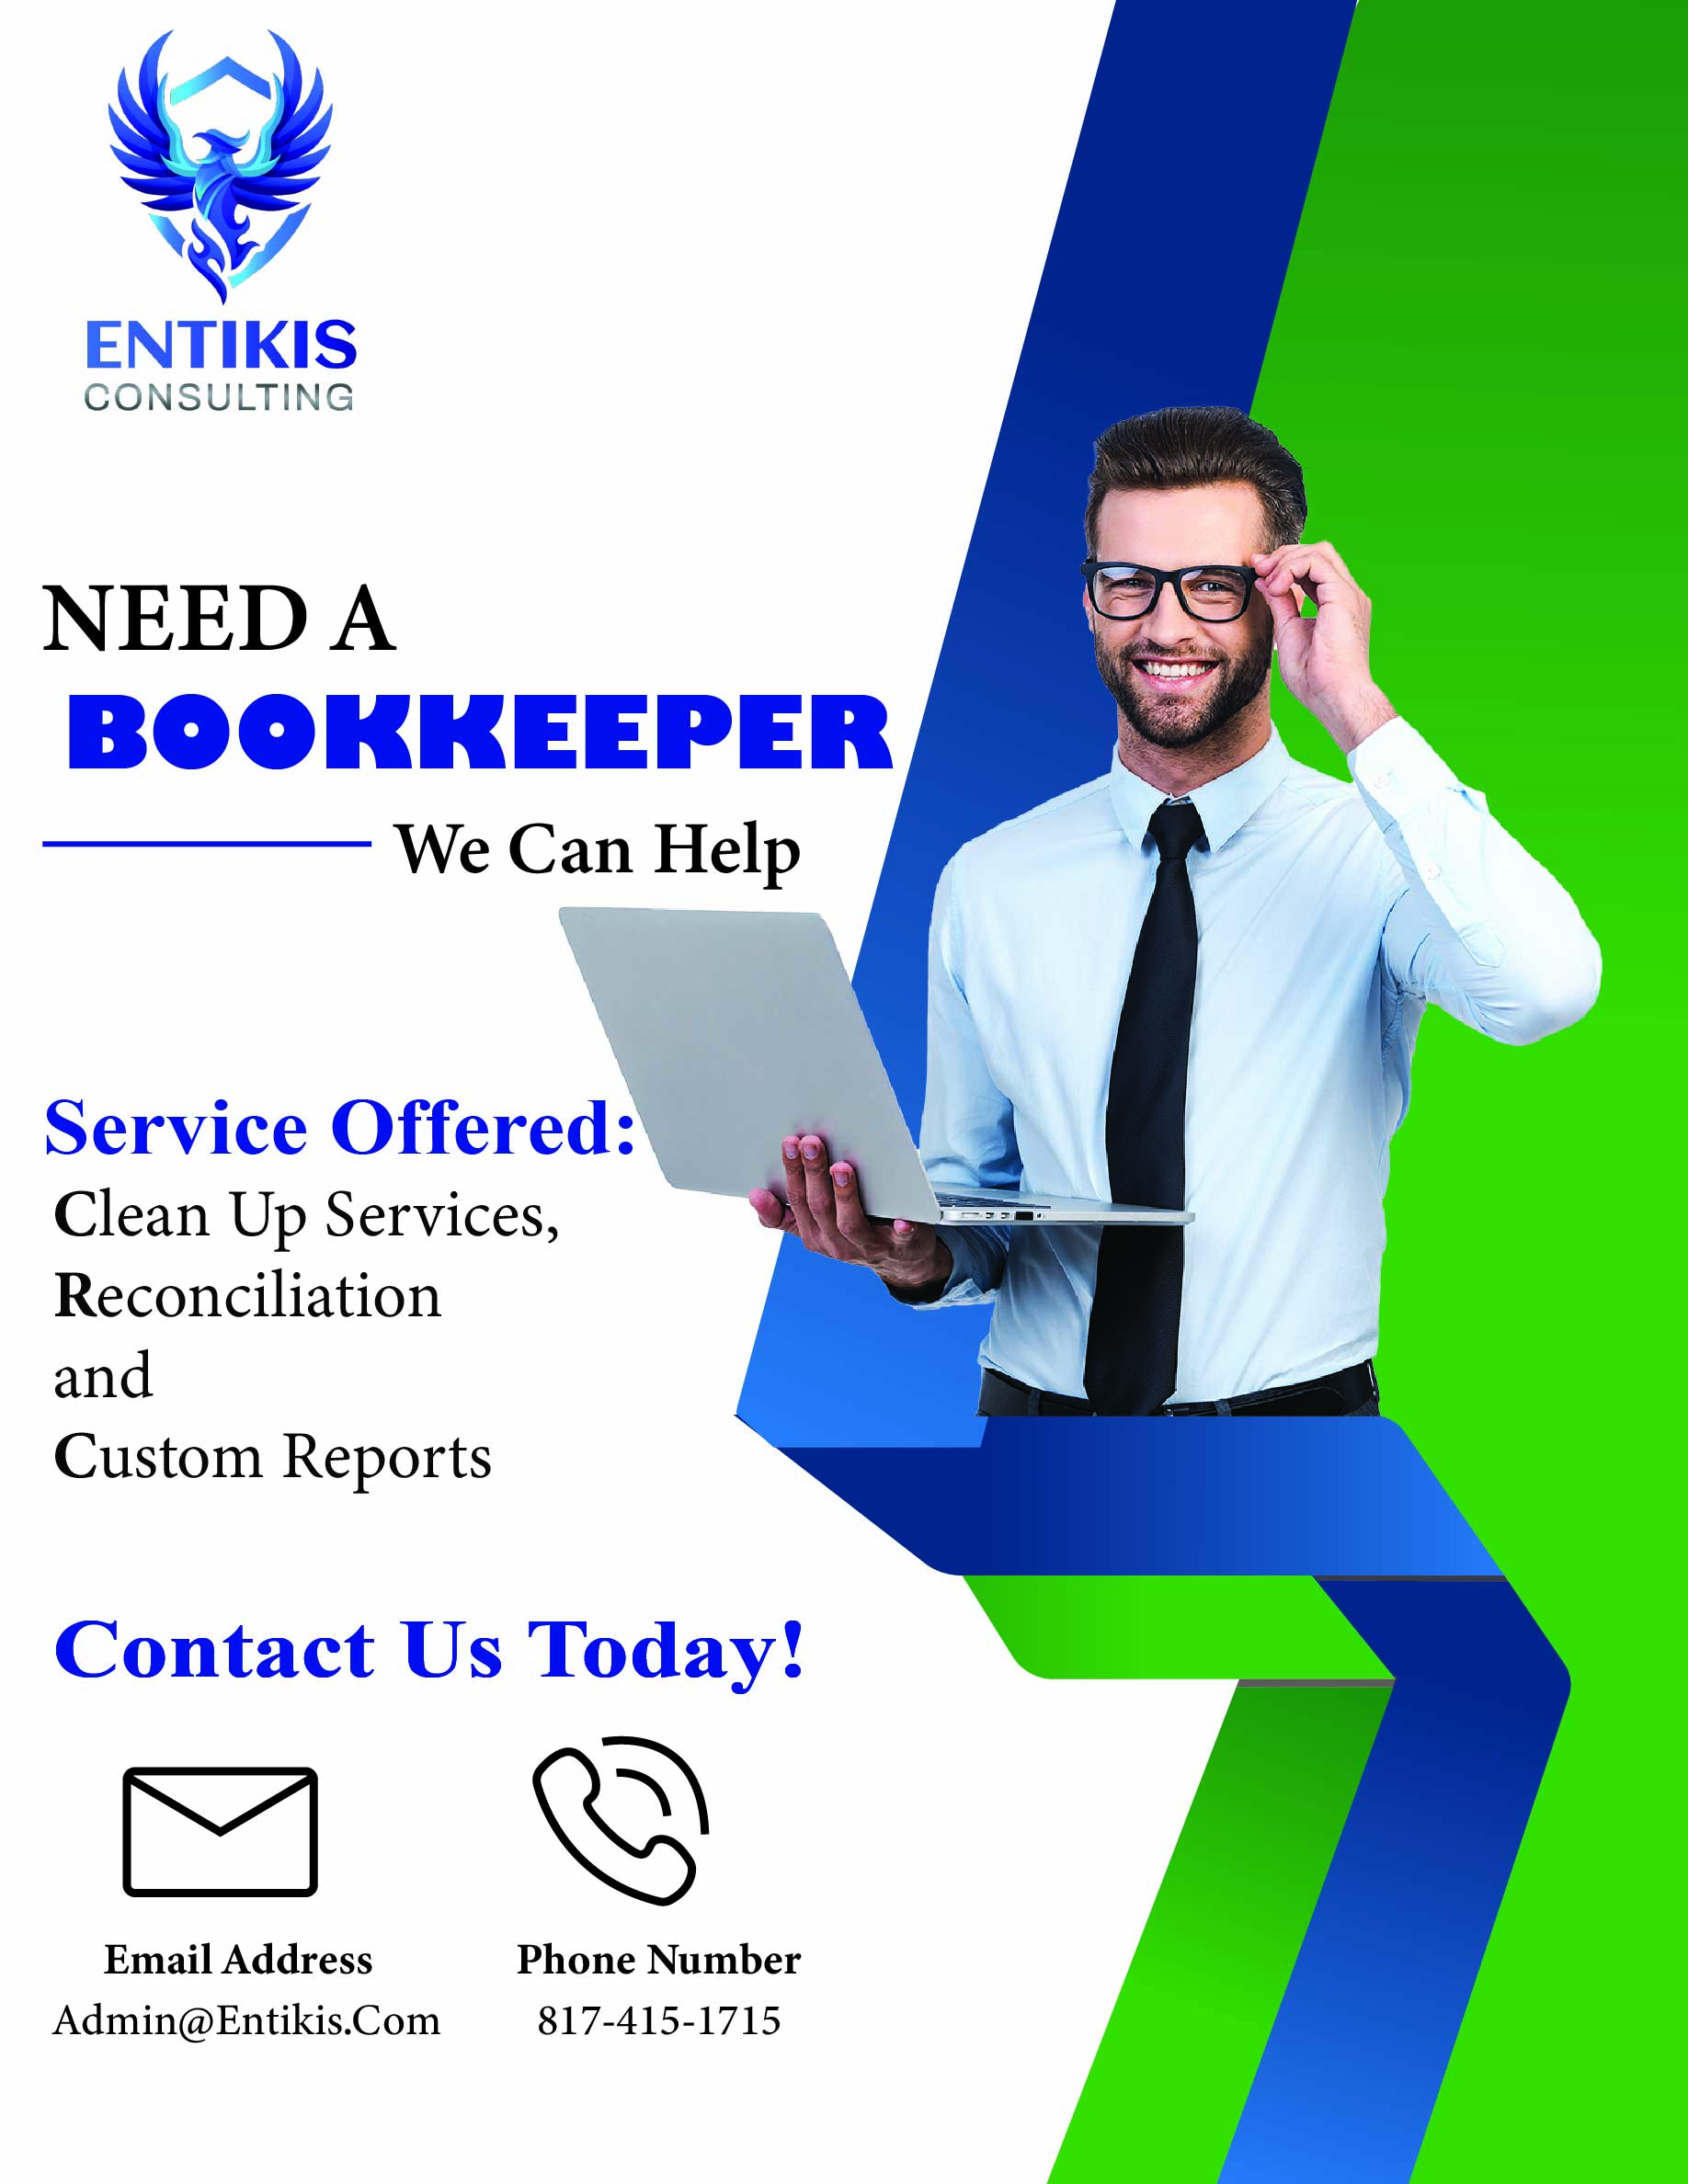 ENTIKIS
CONSULTING
NEED A
BOOKKEEPER
We Can Help
Service Offered:
Clean Up Services,
Reconciliation
and
Custom Reports
Contact Us Today!
Email Address
Admin@Entikis.Com
Phone Number
817-415-1715